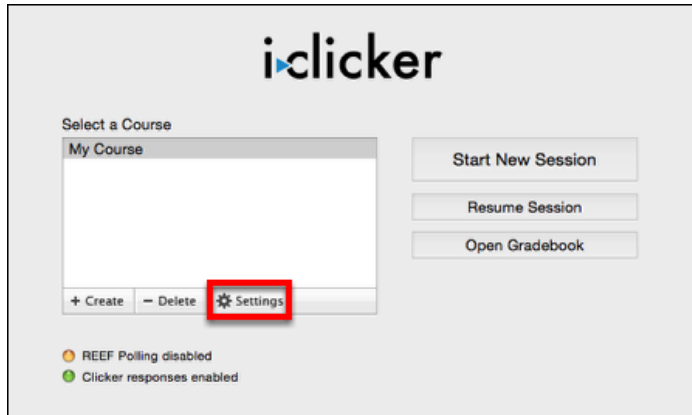 i▸clicker
Select a Course
My Course
Start New Session
Resume Session
Open Gradebook
+ Create − Delete Settings
REEF Polling disabled
Clicker responses enabled